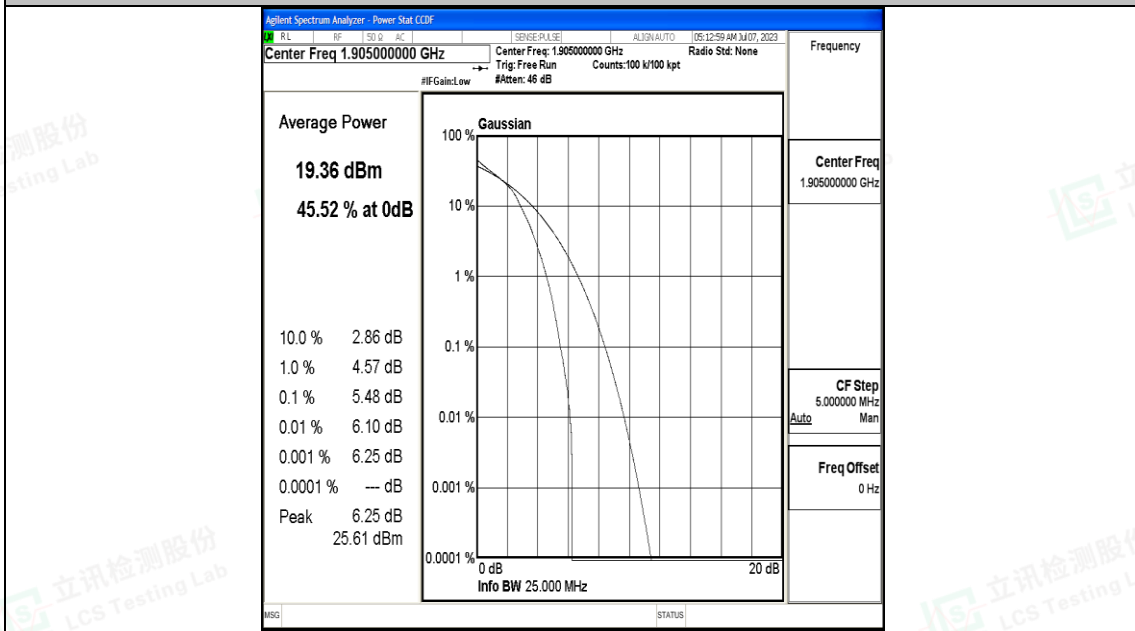 Agilent Spectrum Analyzer - Power Stat CCDF
RL RF 50 Ω AC SENSE:PULSE ALIGN AUTO 05:12:59 AM Jul 07, 2023
Center Freq 1.905000000 GHz
Center Freq: 1.905000000 GHz Radio Std: None
Trig: Free Run Counts:100 k/100 kpt
#IFGain:Low #Atten: 46 dB
Frequency
Average Power
19.36 dBm
45.52 % at 0dB
10.0 % 2.86 dB
1.0 % 4.57 dB
0.1 % 5.48 dB
0.01 % 6.10 dB
0.001 % 6.25 dB
0.0001 % --- dB
Peak 6.25 dB
25.61 dBm
Gaussian
100 %
10 %
1 %
0.1 %
0.01 %
0.001 %
0.0001 %
0 dB 20 dB
Info BW 25.000 MHz
Center Freq
1.905000000 GHz
CF Step
5.000000 MHz
Auto Man
Freq Offset
0 Hz
MSG STATUS
立讯检测股份
LCS Testing Lab
立讯检测股份